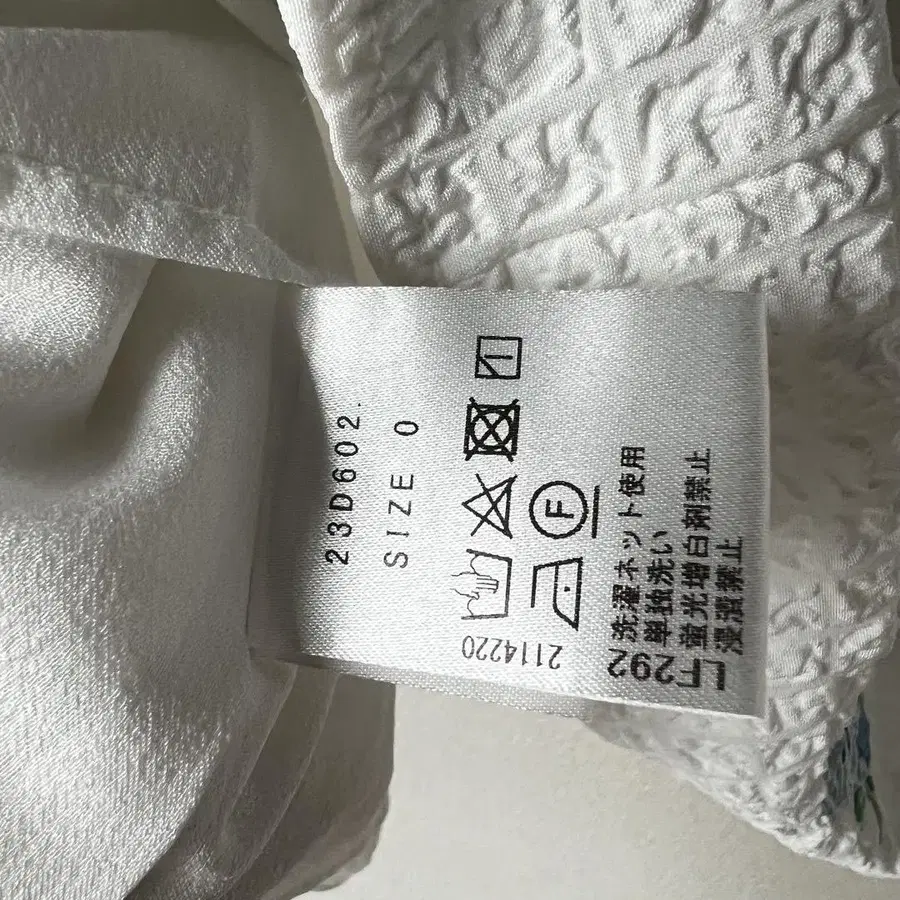 23D602.
SIZE 0
F
洗濯ネット使用
単独洗い
蛍光増白剤禁止
浸漬禁止
2114220